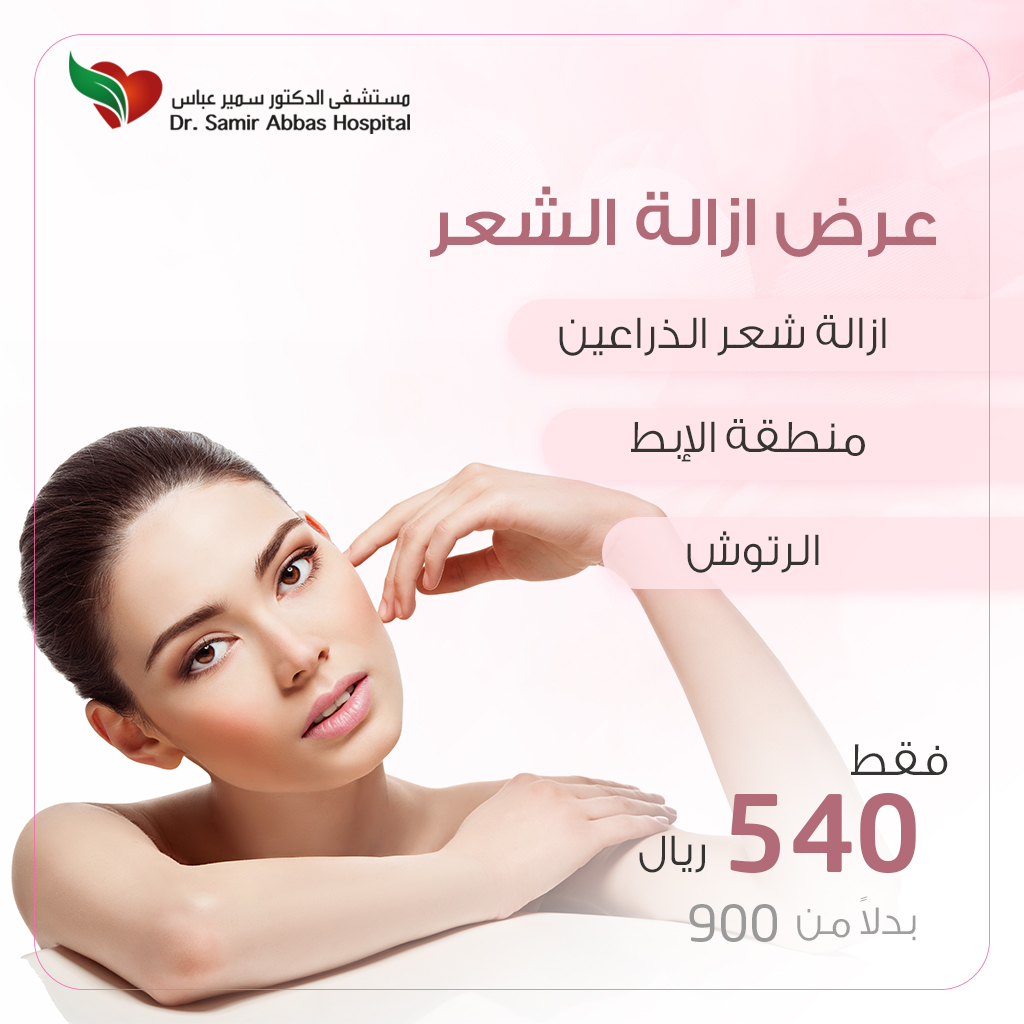 مستشفى الدكتور سمير عباس
Dr. Samir Abbas Hospital
عرض ازالة الشعر
ازالة شعر الذراعين
منطقة الإبط
الرتوش
فقط
540 ريال
بدلاً من 900